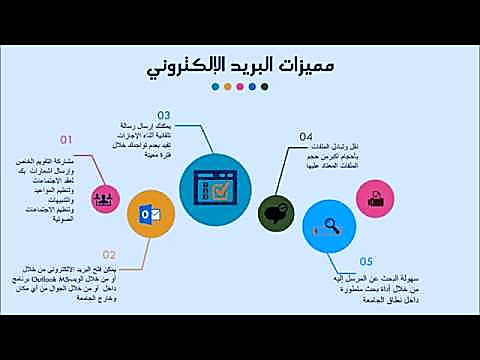 مميزات البريد الإلكتروني
01
مشاركة التقويم الخاص
بك وإرسال اشعارات
لعقد الاجتماعات
وتنظيم المواعيد
والتنبيهات
وتنظيم الاجتماعات
الصوتية
02
يمكن فتح البريد الالكتروني من خلال
برنامج Outlook MS أو من خلال الويب
أو من خلال الجوال من أي مكان داخل
وخارج الجامعة
03
يمكنك إرسال رسالة
تلقائية أثناء الإجازات
تفيد بعدم تواجدك خلال
فترة معينة
04
نقل وتبادل الملفات
بأحجام أكبر من حجم
الملفات المعتاد عليها
05
سهولة البحث عن المرسل إليه
من خلال أداة بحث متطورة
داخل نطاق الجامعة